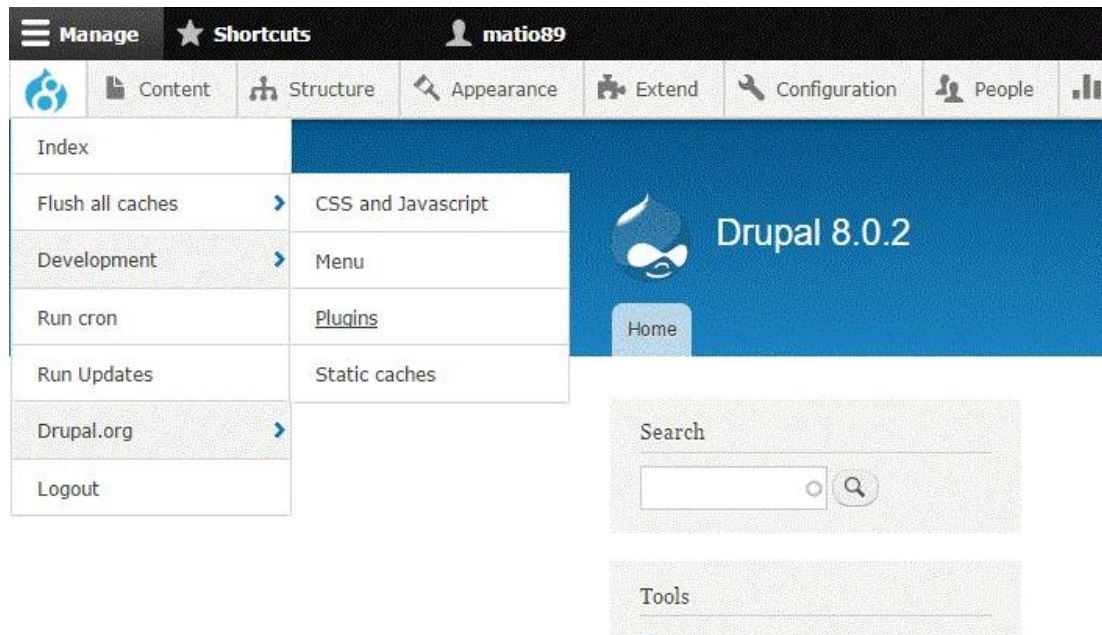 Manage Shortcuts matio89
Content Structure Appearance Extend Configuration People
Index
Flush all caches
Development
Run cron
Run Updates
Drupal.org
Logout
CSS and Javascript
Menu
Plugins
Static caches
Drupal 8.0.2
Home
Search
Tools